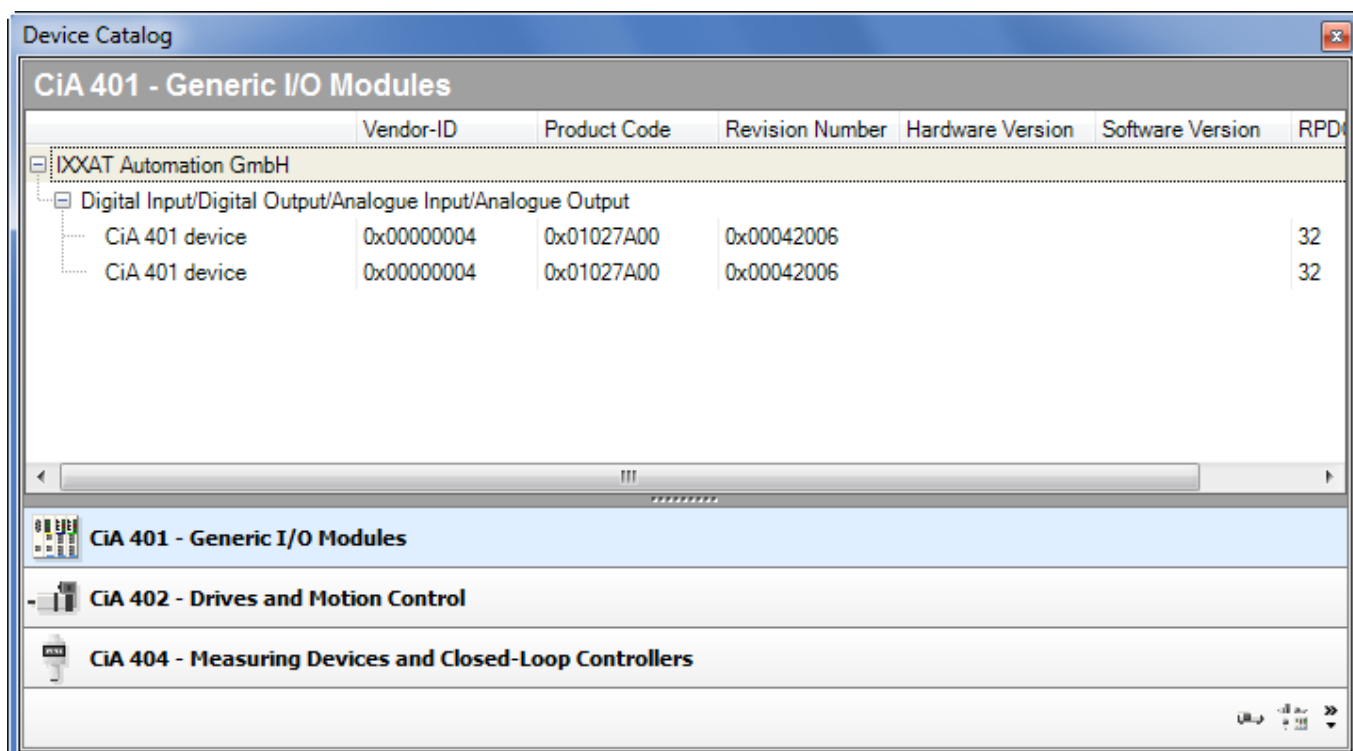 Device Catalog
CiA 401 - Generic I/O Modules
Vendor-ID Product Code Revision Number Hardware Version Software Version RPDO
IXXAT Automation GmbH
Digital Input/Digital Output/Analogue Input/Analogue Output
CiA 401 device 0x00000004 0x01027A00 0x00042006 32
CiA 401 device 0x00000004 0x01027A00 0x00042006 32
CiA 401 - Generic I/O Modules
CiA 402 - Drives and Motion Control
CiA 404 - Measuring Devices and Closed-Loop Controllers